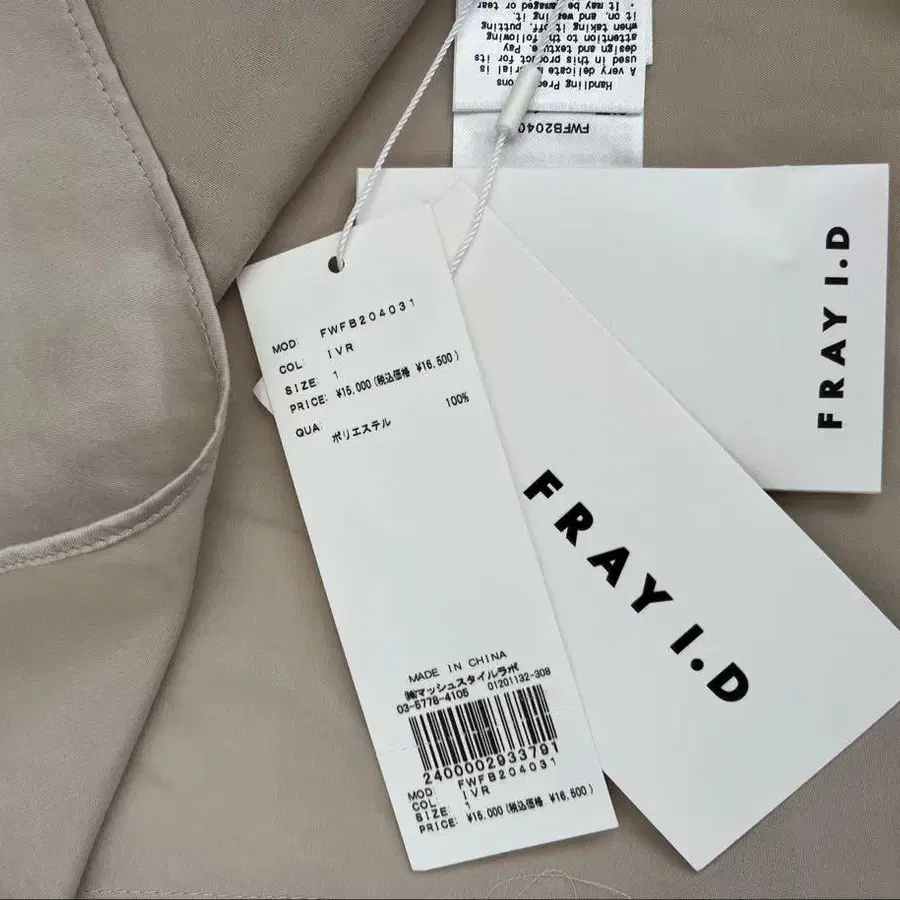 Handling Precautions
A very delicate material is
used in this product for its
design and texture. Pay
attention to the following
when taking it off, putting
it on, and wearing it.
・ It may be damaged or tear
FWFB2040
FRAY I.D
FRAY I.D
MOD: FWFB204031
COL: IVR
SIZE: 1
PRICE: ¥15,000 (税込価格 ¥16,500)
QUA: ポリエステル 100%
MADE IN CHINA
㈱マッシュスタイルラボ
03-5778-4105 01201132-308
2400002933791
MOD: FWFB204031
COL: IVR
SIZE: 1
PRICE: ¥15,000 (税込価格 ¥16,500)